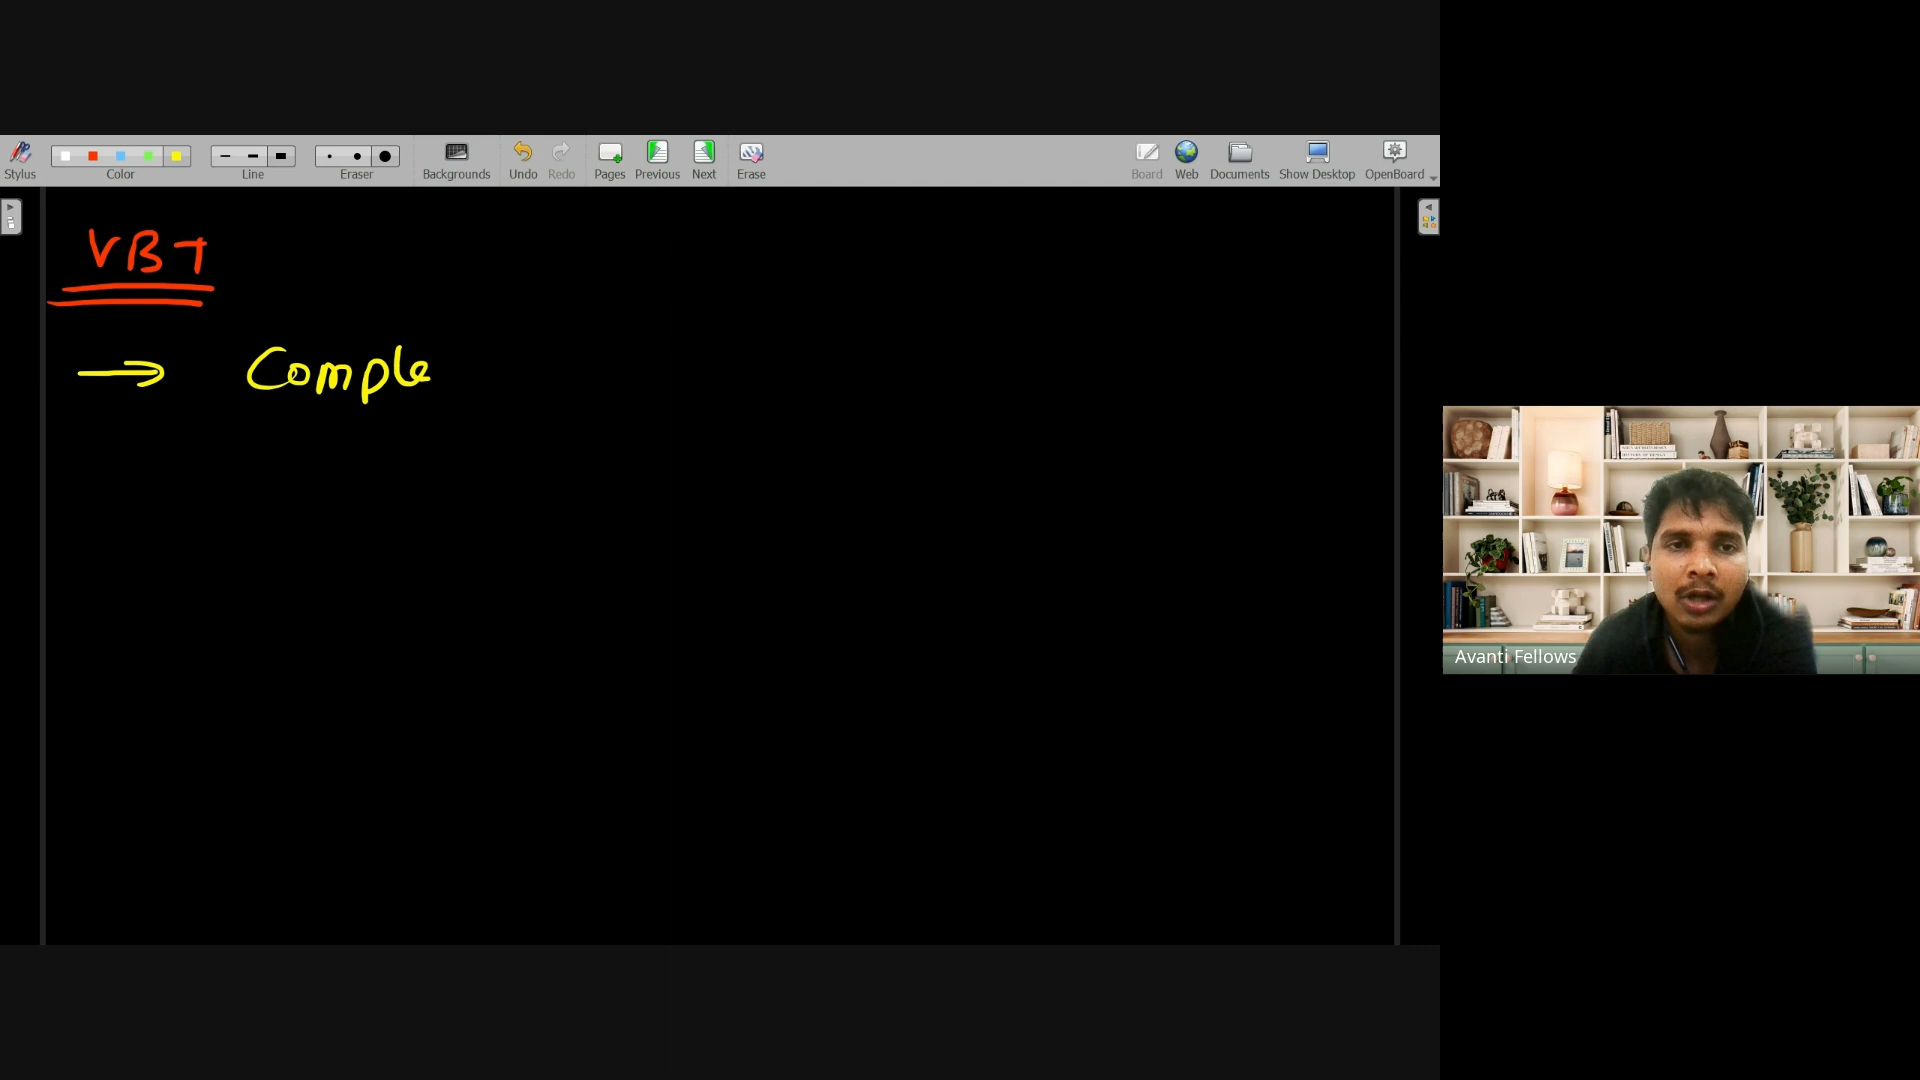 Stylus
Color
Line
Eraser
Backgrounds
Undo
Redo
Pages
Previous
Next
Erase
Board
Web
Documents
Show Desktop
OpenBoard
VBT
→ Comple
Avanti Fellows